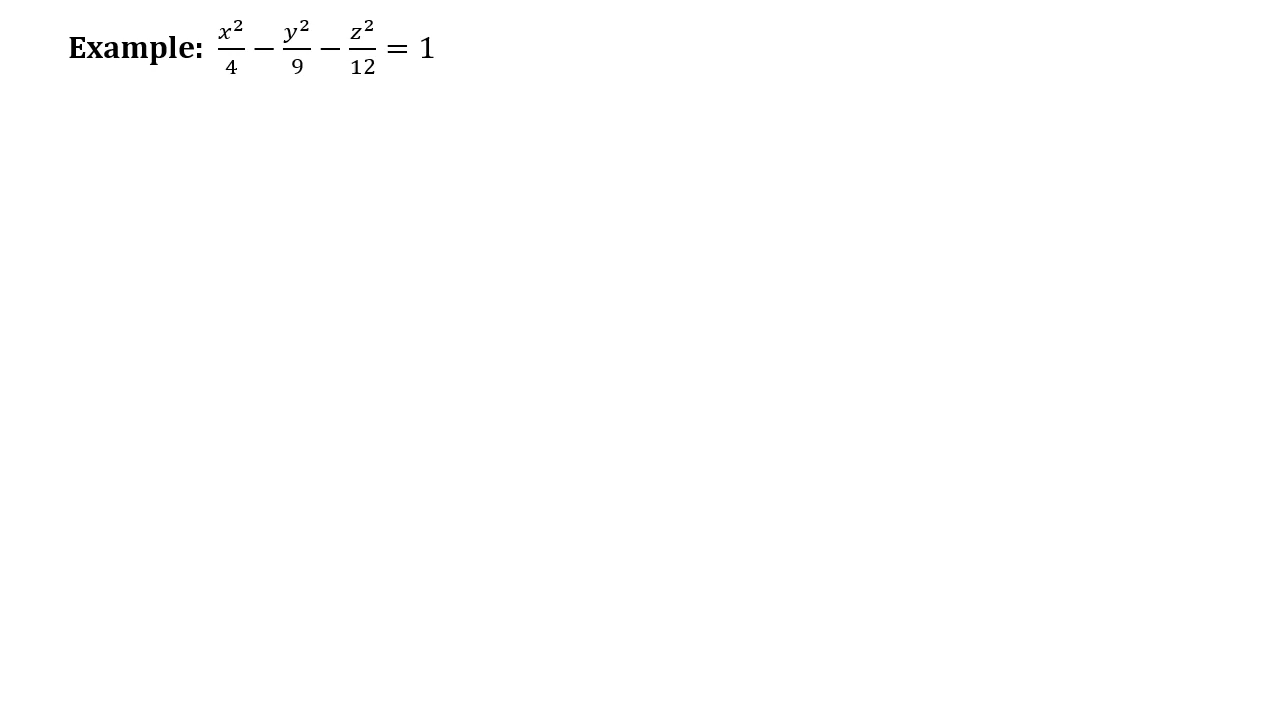 Example: x²/4 − y²/9 − z²/12 = 1